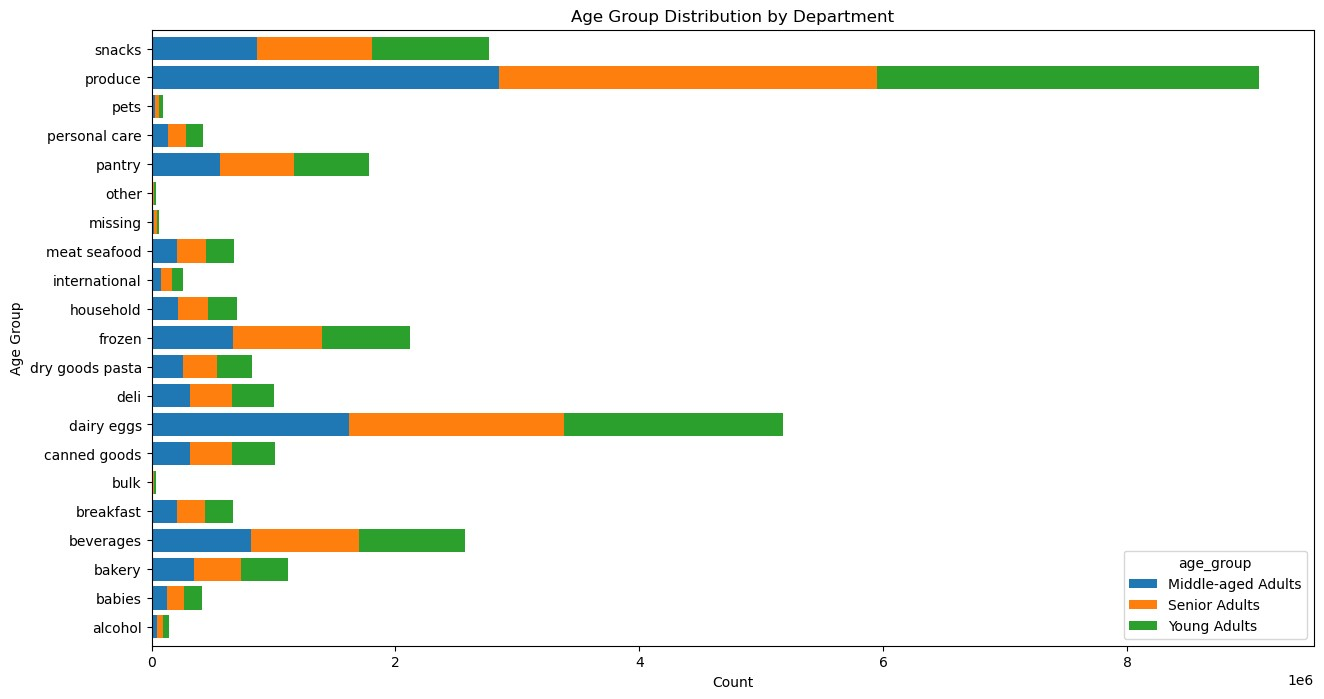 Age Group Distribution by Department
Age Group
snacks
produce
pets
personal care
pantry
other
missing
meat seafood
international
household
frozen
dry goods pasta
deli
dairy eggs
canned goods
bulk
breakfast
beverages
bakery
babies
alcohol
age_group
Middle-aged Adults
Senior Adults
Young Adults
0 2 4 6 8
1e6
Count